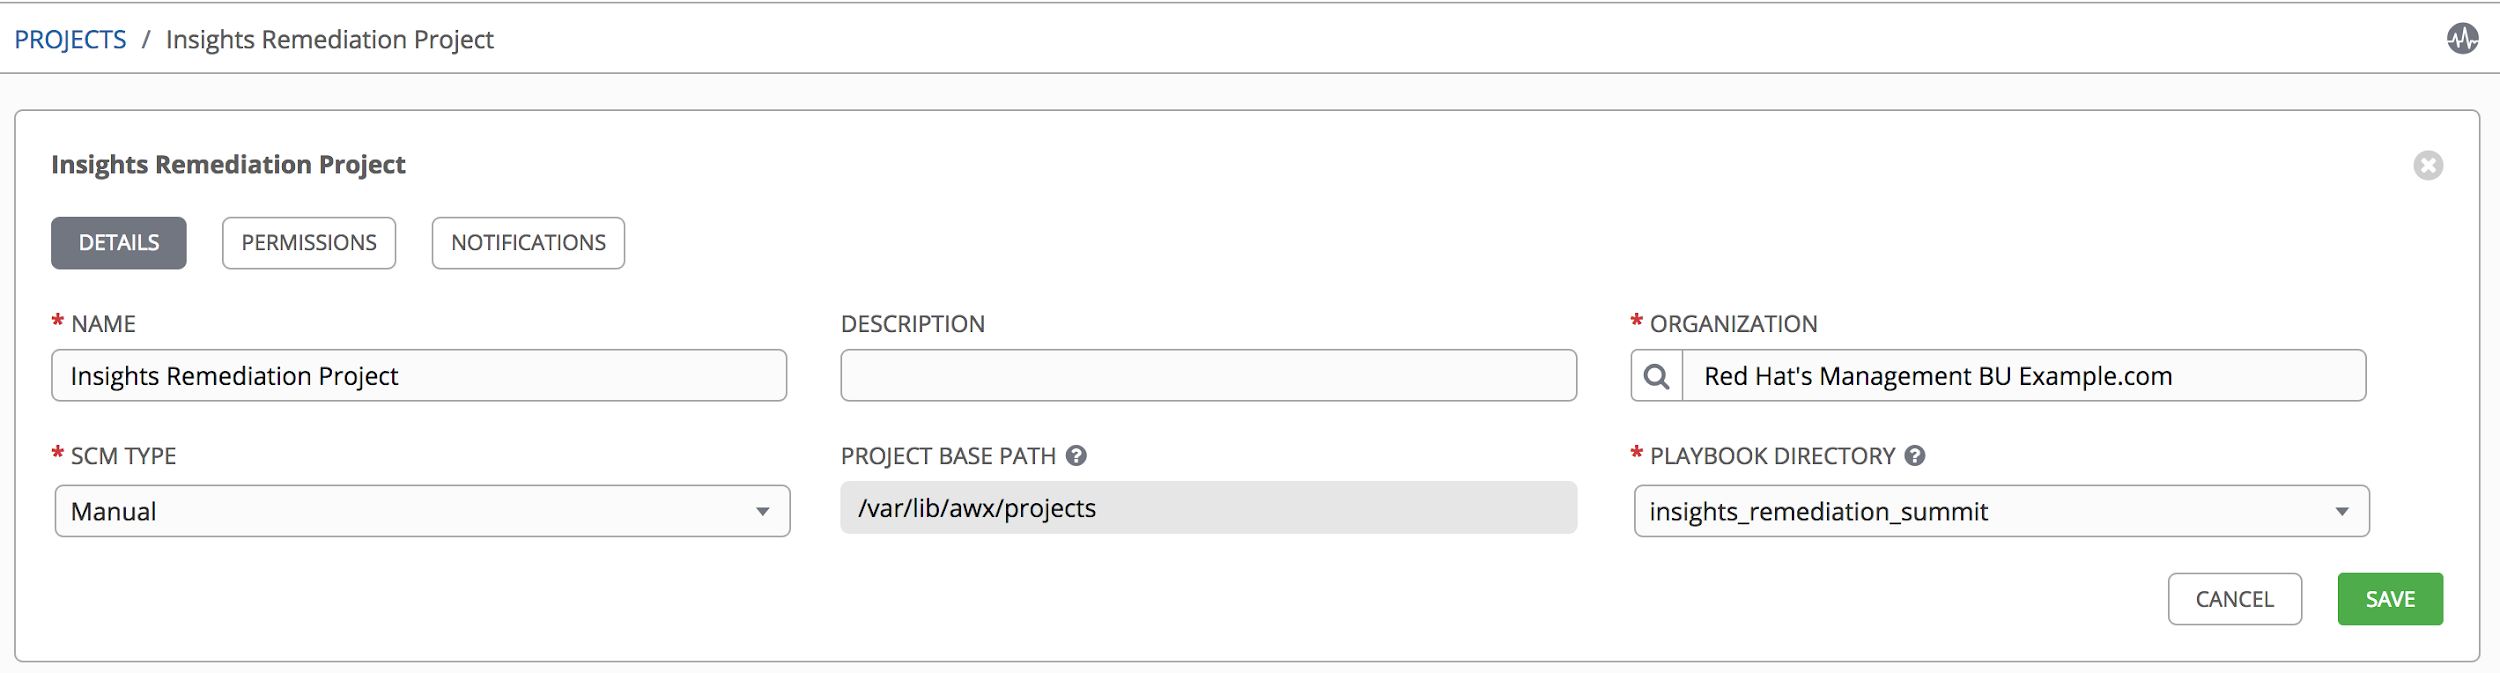 PROJECTS / Insights Remediation Project
Insights Remediation Project
DETAILS PERMISSIONS NOTIFICATIONS
* NAME DESCRIPTION * ORGANIZATION
Insights Remediation Project Red Hat's Management BU Example.com
* SCM TYPE PROJECT BASE PATH ? * PLAYBOOK DIRECTORY ?
Manual /var/lib/awx/projects insights_remediation_summit
CANCEL SAVE